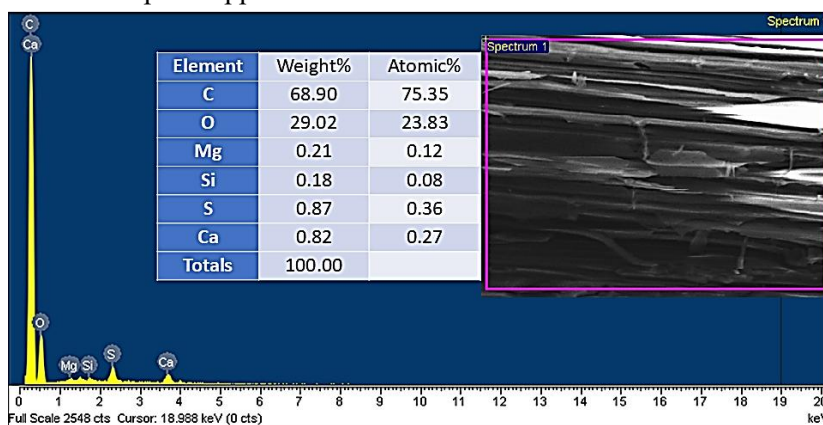 Spectrum
C
Ca
Spectrum 1
Element Weight% Atomic%
C 68.90 75.35
O 29.02 23.83
Mg 0.21 0.12
Si 0.18 0.08
S 0.87 0.36
Ca 0.82 0.27
Totals 100.00
O
Mg Si S Ca
0 1 2 3 4 5 6 7 8 9 10 11 12 13 14 15 16 17 18 19 20
Full Scale 2548 cts Cursor: 18.988 keV (0 cts) keV